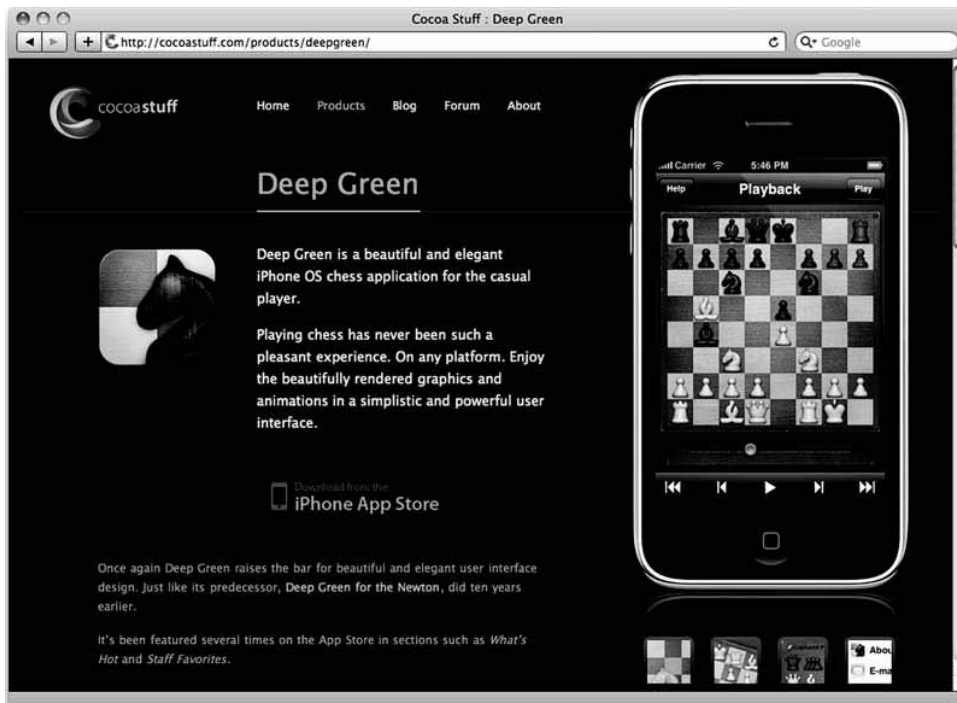 Cocoa Stuff : Deep Green
http://cocoastuff.com/products/deepgreen/
Google
cocoastuff
Home Products Blog Forum About
Deep Green
Deep Green is a beautiful and elegant
iPhone OS chess application for the casual
player.
Playing chess has never been such a
pleasant experience. On any platform. Enjoy
the beautifully rendered graphics and
animations in a simplistic and powerful user
interface.
Download from the
iPhone App Store
Once again Deep Green raises the bar for beautiful and elegant user interface
design. Just like its predecessor, Deep Green for the Newton, did ten years
earlier.
It's been featured several times on the App Store in sections such as What's
Hot and Staff Favorites.
Carrier 5:46 PM
Help Playback Play
Abou
E-ma